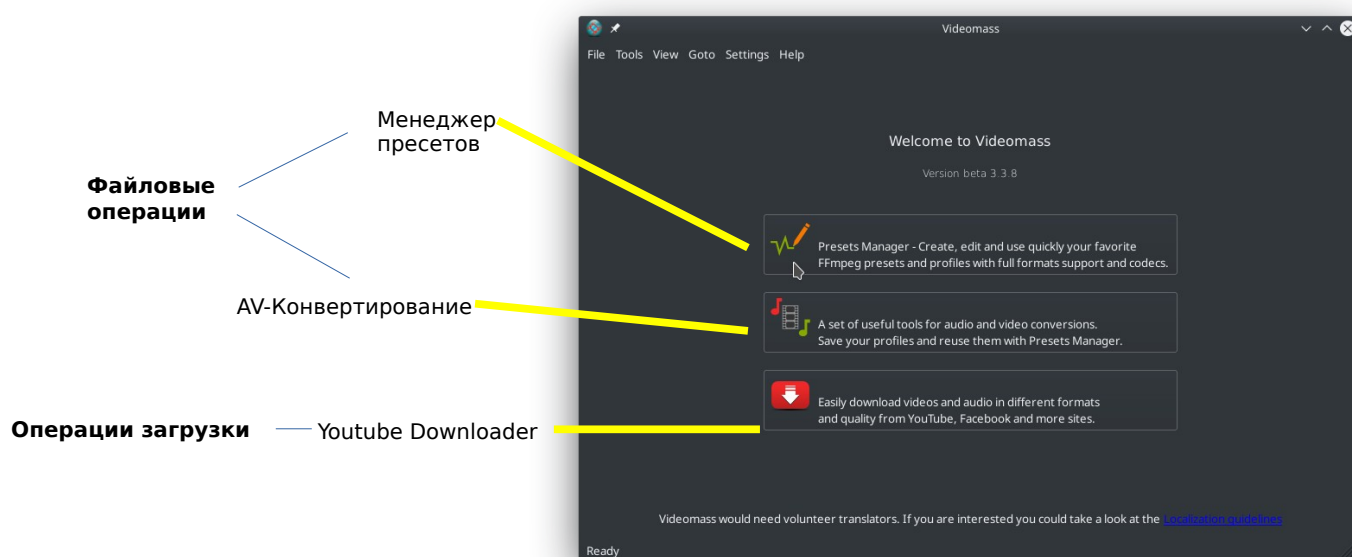 Менеджер
пресетов
Файловые
операции
AV-Конвертирование
Операции загрузки
Youtube Downloader
Videomass
File Tools View Goto Settings Help
Welcome to Videomass
Version beta 3.3.8
Presets Manager - Create, edit and use quickly your favorite
FFmpeg presets and profiles with full formats support and codecs.
A set of useful tools for audio and video conversions.
Save your profiles and reuse them with Presets Manager.
Easily download videos and audio in different formats
and quality from YouTube, Facebook and more sites.
Videomass would need volunteer translators. If you are interested you could take a look at the Localization guidelines
Ready